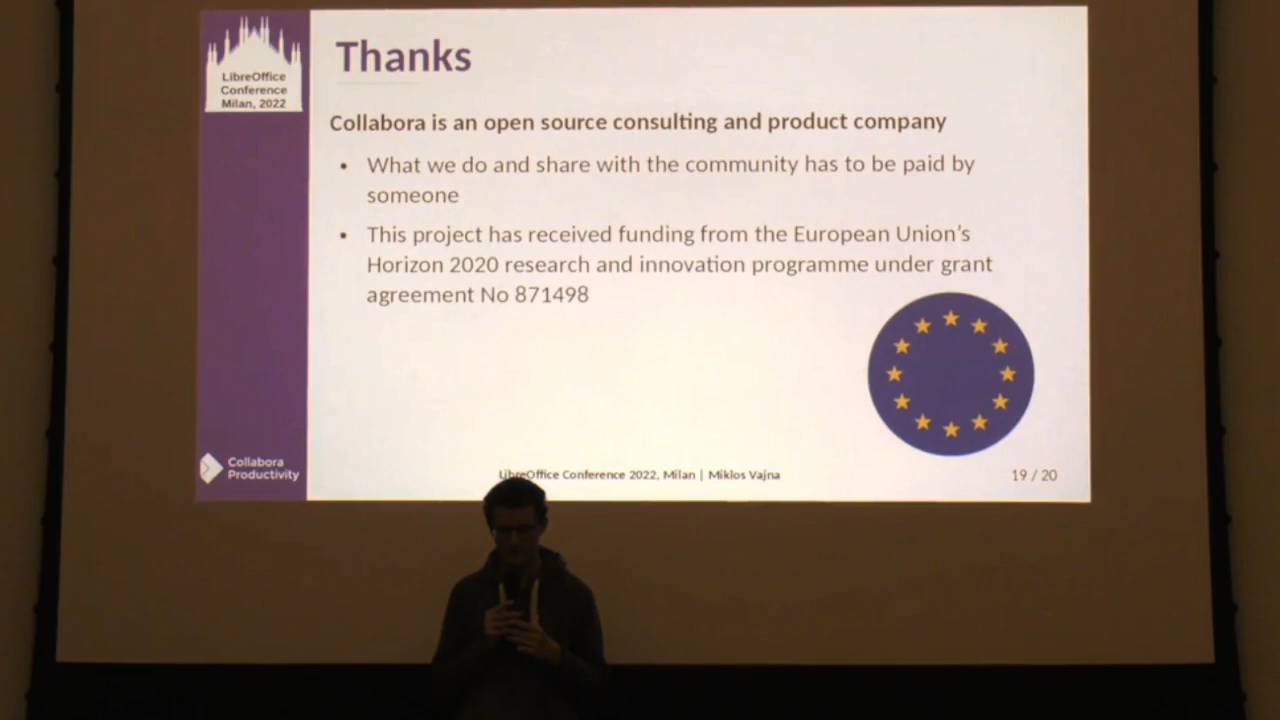 LibreOffice
Conference
Milan, 2022
Thanks
Collabora is an open source consulting and product company
• What we do and share with the community has to be paid by
someone
• This project has received funding from the European Union’s
Horizon 2020 research and innovation programme under grant
agreement No 871498
Collabora
Productivity
LibreOffice Conference 2022, Milan | Miklos Vajna
19 / 20